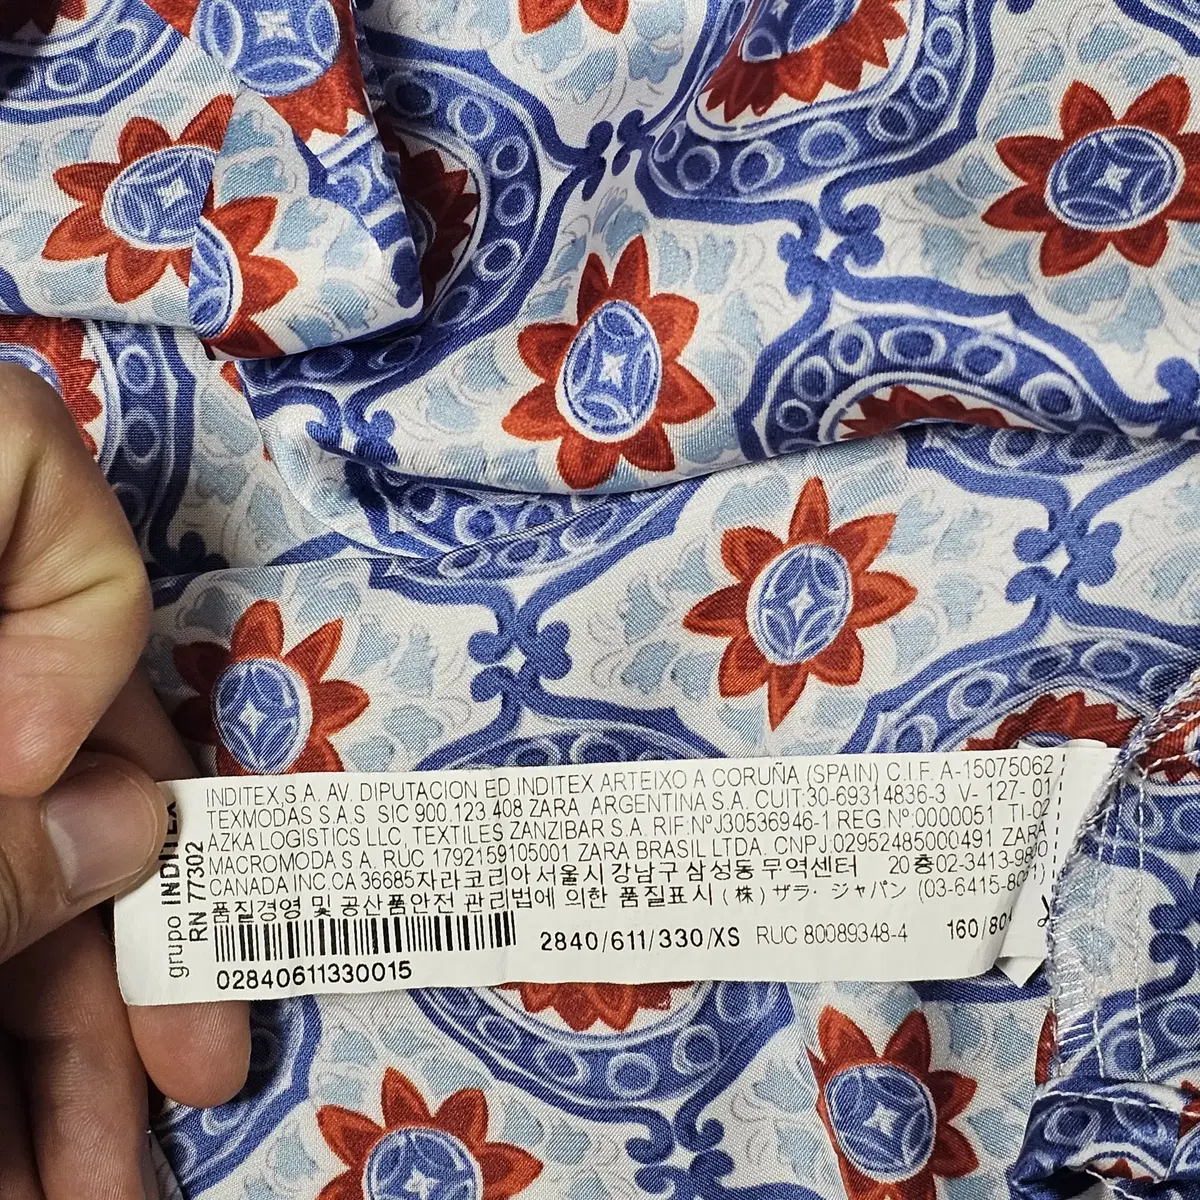 INDITEX,S.A. AV. DIPUTACION ED.INDITEX ARTEIXO A CORUÑA (SPAIN) C.I.F. A-15075062
TEXMODAS S.A.S. SIC 900.123.408 ZARA ARGENTINA S.A. CUIT:30-69314836-3 V- 127- 01
AZKA LOGISTICS LLC, TEXTILES ZANZIBAR S.A. RIF:NºJ30536946-1 REG.Nº:0000051 TI-02
MACROMODA S.A. RUC 1792159105001 ZARA BRASIL LTDA. CNPJ:02952485000491 ZARA
CANADA INC.CA 36685자라코리아서울시 강남구 삼성동 무역센터 20층02-3413-9800
품질경영 및 공산품안전 관리법에 의한 품질표시 (株) ザラ・ジャパン (03-6415-8061)
02840611330015
2840/611/330/XS RUC 80089348-4 160/80
grupo INDITEX
RN 77302